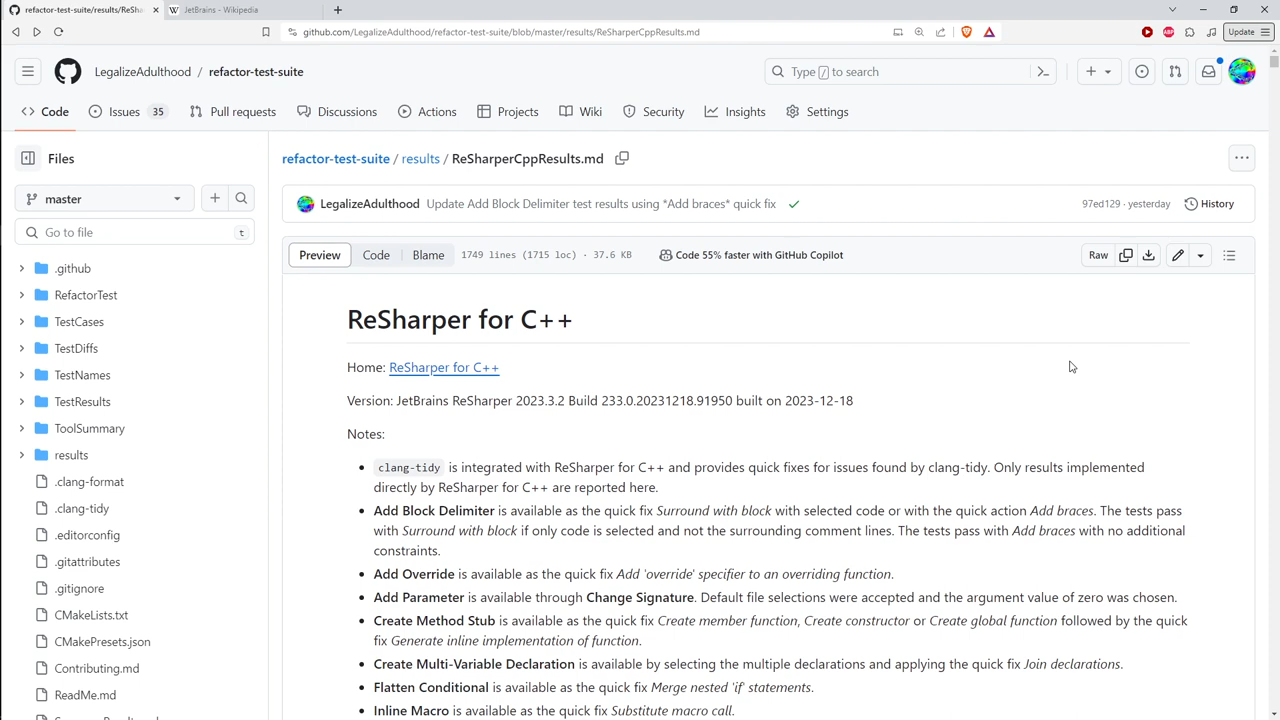 refactor-test-suite/results/ReSha
JetBrains - Wikipedia
github.com/LegalizeAdulthood/refactor-test-suite/blob/master/results/ReSharperCppResults.md
Update
LegalizeAdulthood / refactor-test-suite
Type / to search
Code
Issues 35
Pull requests
Discussions
Actions
Projects
Wiki
Security
Insights
Settings
Files
refactor-test-suite / results / ReSharperCppResults.md
master
LegalizeAdulthood Update Add Block Delimiter test results using *Add braces* quick fix
97ed129 · yesterday
History
Go to file
t
Preview
Code
Blame
1749 lines (1715 loc) · 37.6 KB
Code 55% faster with GitHub Copilot
Raw
.github
RefactorTest
TestCases
TestDiffs
TestNames
TestResults
ToolSummary
results
.clang-format
.clang-tidy
.editorconfig
.gitattributes
.gitignore
CMakeLists.txt
CMakePresets.json
Contributing.md
ReadMe.md
ReSharper for C++
Home: ReSharper for C++
Version: JetBrains ReSharper 2023.3.2 Build 233.0.20231218.91950 built on 2023-12-18
Notes:
• clang-tidy is integrated with ReSharper for C++ and provides quick fixes for issues found by clang-tidy. Only results implemented
directly by ReSharper for C++ are reported here.
• Add Block Delimiter is available as the quick fix Surround with block with selected code or with the quick action Add braces. The tests pass
with Surround with block if only code is selected and not the surrounding comment lines. The tests pass with Add braces with no additional
constraints.
• Add Override is available as the quick fix Add 'override' specifier to an overriding function.
• Add Parameter is available through Change Signature. Default file selections were accepted and the argument value of zero was chosen.
• Create Method Stub is available as the quick fix Create member function, Create constructor or Create global function followed by the quick
fix Generate inline implementation of function.
• Create Multi-Variable Declaration is available by selecting the multiple declarations and applying the quick fix Join declarations.
• Flatten Conditional is available as the quick fix Merge nested 'if' statements.
• Inline Macro is available as the quick fix Substitute macro call.